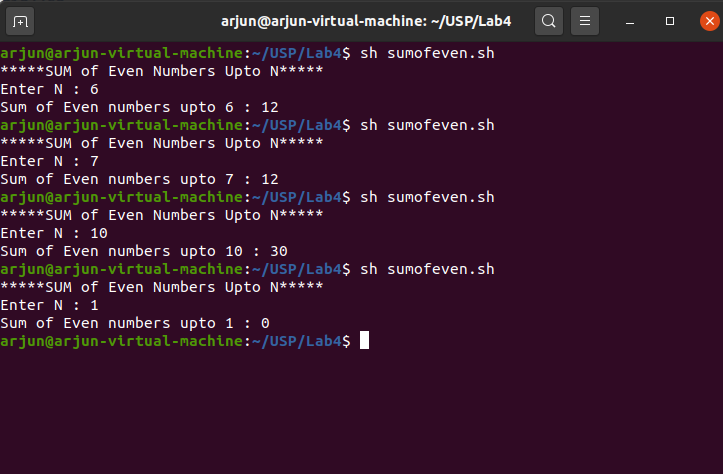 arjun@arjun-virtual-machine: ~/USP/Lab4
arjun@arjun-virtual-machine:~/USP/Lab4$ sh sumofeven.sh
*****SUM of Even Numbers Upto N*****
Enter N : 6
Sum of Even numbers upto 6 : 12
arjun@arjun-virtual-machine:~/USP/Lab4$ sh sumofeven.sh
*****SUM of Even Numbers Upto N*****
Enter N : 7
Sum of Even numbers upto 7 : 12
arjun@arjun-virtual-machine:~/USP/Lab4$ sh sumofeven.sh
*****SUM of Even Numbers Upto N*****
Enter N : 10
Sum of Even numbers upto 10 : 30
arjun@arjun-virtual-machine:~/USP/Lab4$ sh sumofeven.sh
*****SUM of Even Numbers Upto N*****
Enter N : 1
Sum of Even numbers upto 1 : 0
arjun@arjun-virtual-machine:~/USP/Lab4$